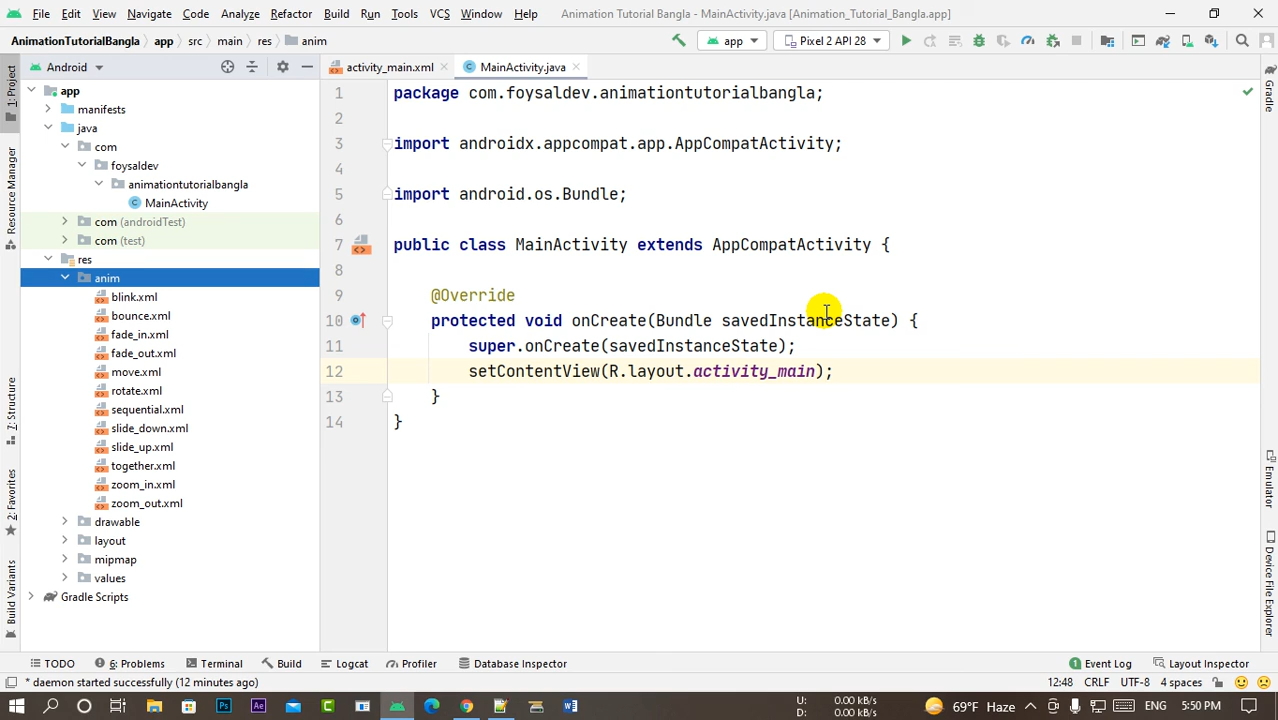 File Edit View Navigate Code Analyze Refactor Build Run Tools VCS Window Help Animation Tutorial Bangla - MainActivity.java [Animation_Tutorial_Bangla.app]
AnimationTutorialBangla app src main res anim app Pixel 2 API 28
1: Project
Resource Manager
7: Structure
2: Favorites
Build Variants
Android
app
manifests
java
com
foysaldev
animationtutorialbangla
MainActivity
com (androidTest)
com (test)
res
anim
blink.xml
bounce.xml
fade_in.xml
fade_out.xml
move.xml
rotate.xml
sequential.xml
slide_down.xml
slide_up.xml
together.xml
zoom_in.xml
zoom_out.xml
drawable
layout
mipmap
values
Gradle Scripts
activity_main.xml MainActivity.java
1 package com.foysaldev.animationtutorialbangla;
2
3 import androidx.appcompat.app.AppCompatActivity;
4
5 import android.os.Bundle;
6
7 public class MainActivity extends AppCompatActivity {
8
9 @Override
10 protected void onCreate(Bundle savedInstanceState) {
11 super.onCreate(savedInstanceState);
12 setContentView(R.layout.activity_main);
13 }
14 }
Gradle
Emulator
Device File Explorer
TODO 6: Problems Terminal Build Logcat Profiler Database Inspector Event Log Layout Inspector
* daemon started successfully (12 minutes ago) 12:48 CRLF UTF-8 4 spaces
U: 0.00 kB/s
D: 0.00 kB/s
69°F Haze ENG 5:50 PM